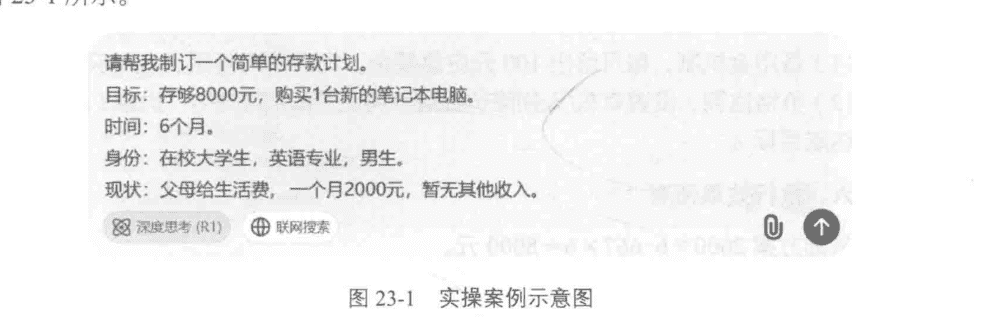 请帮我制订一个简单的存款计划。
目标：存够8000元，购买1台新的笔记本电脑。
时间：6个月。
身份：在校大学生，英语专业，男生。
现状：父母给生活费，一个月2000元，暂无其他收入。
深度思考 (R1) 联网搜索
图 23-1 实操案例示意图